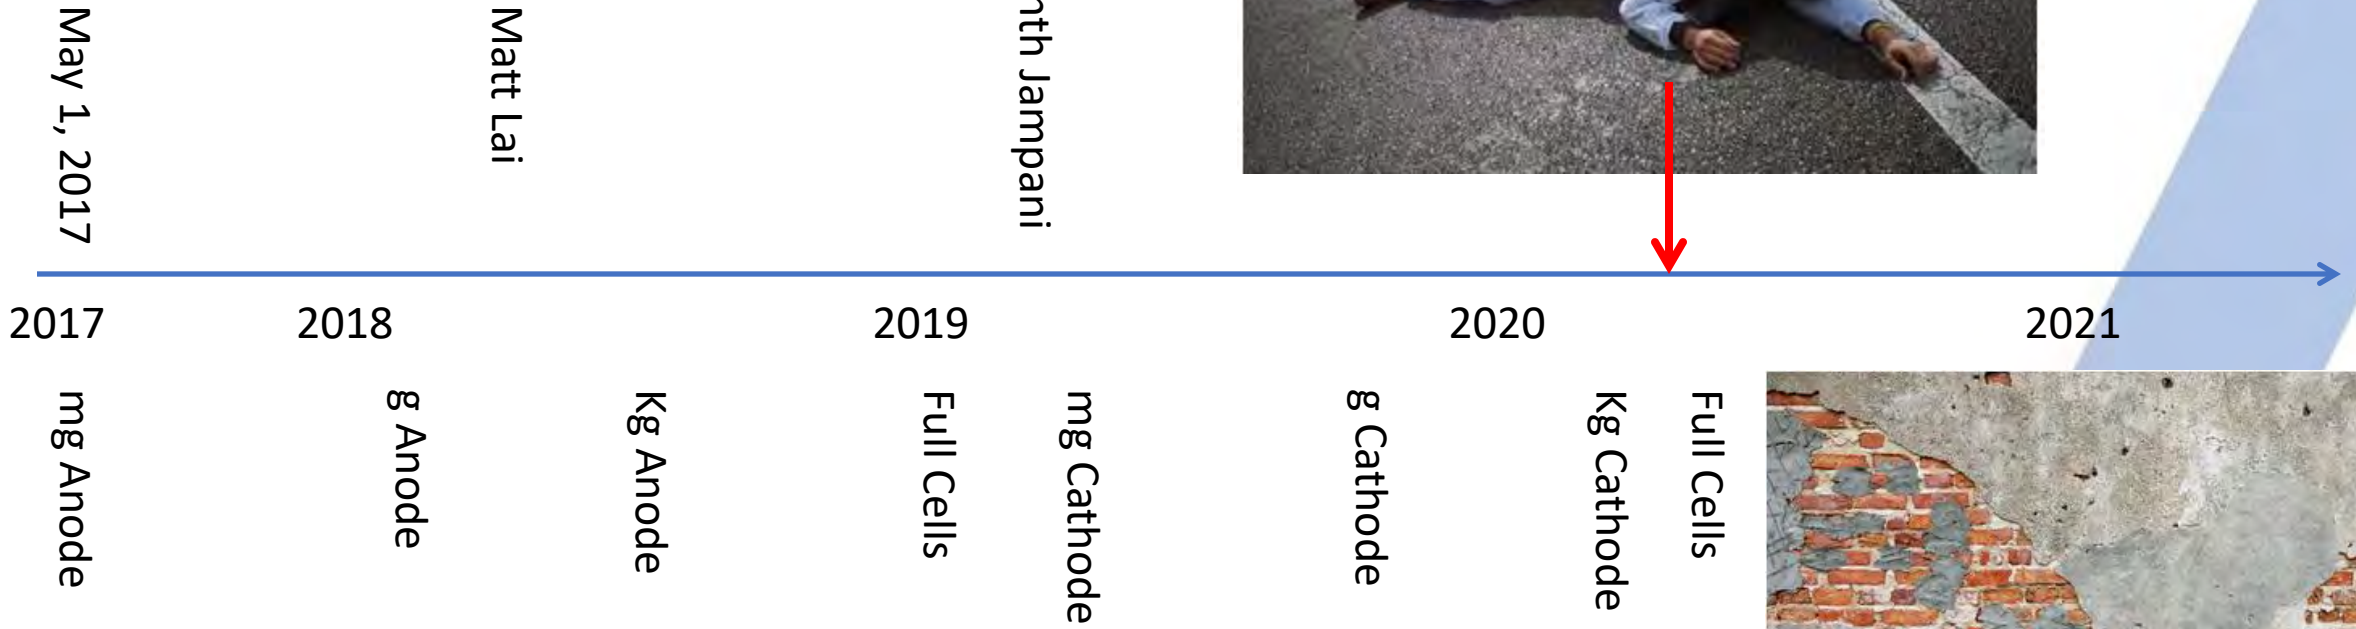 May 1, 2017
Matt Lai
Jampani
2017
2018
2019
2020
2021
mg Anode
g Anode
Kg Anode
Full Cells
mg Cathode
g Cathode
Kg Cathode
Full Cells